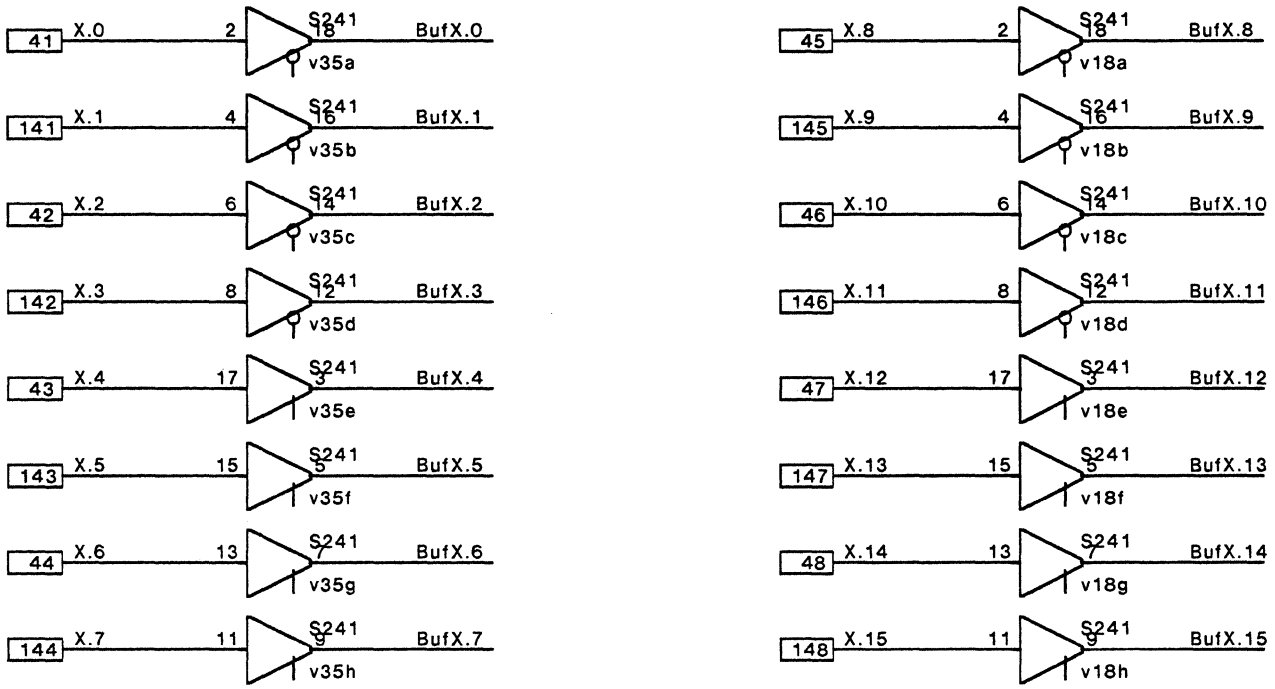 41 X.0 2 S241 18 BufX.0 v35a
141 X.1 4 S241 16 BufX.1 v35b
42 X.2 6 S241 14 BufX.2 v35c
142 X.3 8 S241 12 BufX.3 v35d
43 X.4 17 S241 3 BufX.4 v35e
143 X.5 15 S241 5 BufX.5 v35f
44 X.6 13 S241 7 BufX.6 v35g
144 X.7 11 S241 9 BufX.7 v35h
45 X.8 2 S241 18 BufX.8 v18a
145 X.9 4 S241 16 BufX.9 v18b
46 X.10 6 S241 14 BufX.10 v18c
146 X.11 8 S241 12 BufX.11 v18d
47 X.12 17 S241 3 BufX.12 v18e
147 X.13 15 S241 5 BufX.13 v18f
48 X.14 13 S241 7 BufX.14 v18g
148 X.15 11 S241 9 BufX.15 v18h